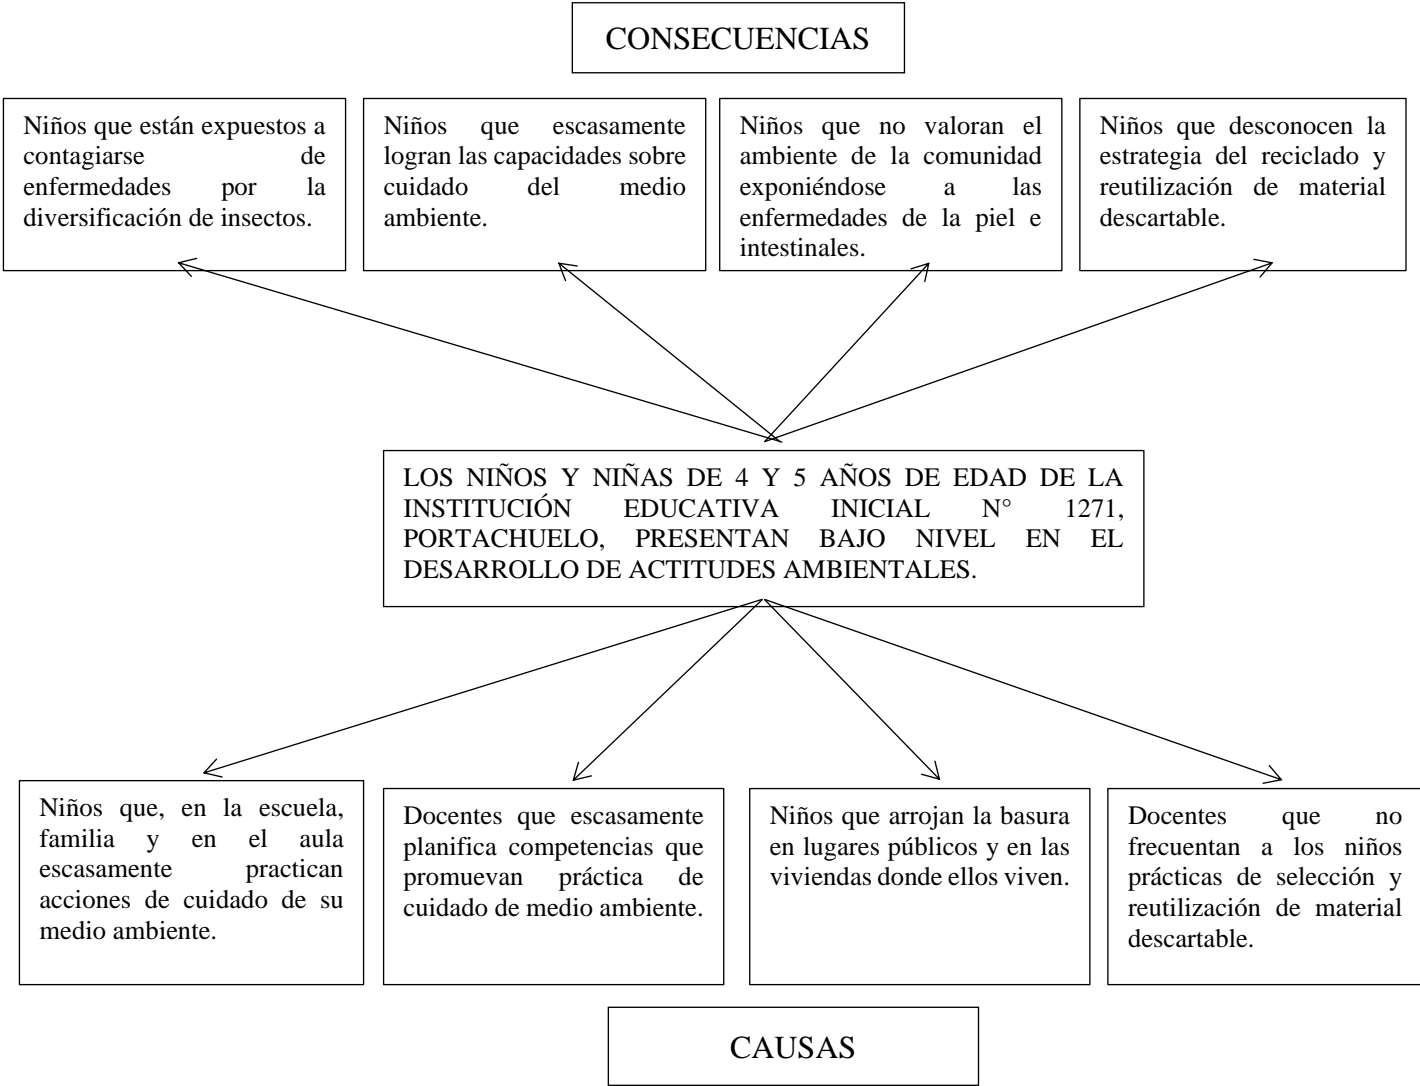 CONSECUENCIAS
Niños que están expuestos a
contagiarse de
enfermedades por la
diversificación de insectos.
Niños que escasamente
logran las capacidades sobre
cuidado del medio
ambiente.
Niños que no valoran el
ambiente de la comunidad
exponiéndose a las
enfermedades de la piel e
intestinales.
Niños que desconocen la
estrategia del reciclado y
reutilización de material
descartable.
LOS NIÑOS Y NIÑAS DE 4 Y 5 AÑOS DE EDAD DE LA
INSTITUCIÓN EDUCATIVA INICIAL N° 1271,
PORTACHUELO, PRESENTAN BAJO NIVEL EN EL
DESARROLLO DE ACTITUDES AMBIENTALES.
Niños que, en la escuela,
familia y en el aula
escasamente practican
acciones de cuidado de su
medio ambiente.
Docentes que escasamente
planifica competencias que
promuevan práctica de
cuidado de medio ambiente.
Niños que arrojan la basura
en lugares públicos y en las
viviendas donde ellos viven.
Docentes que no
frecuentan a los niños
prácticas de selección y
reutilización de material
descartable.
CAUSAS